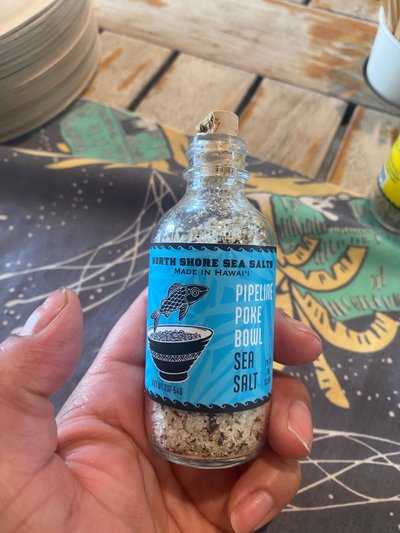 NORTH SHORE SEA SALTS
MADE IN HAWAI'I
PIPELINE
POKE
BOWL
SEA
SALT